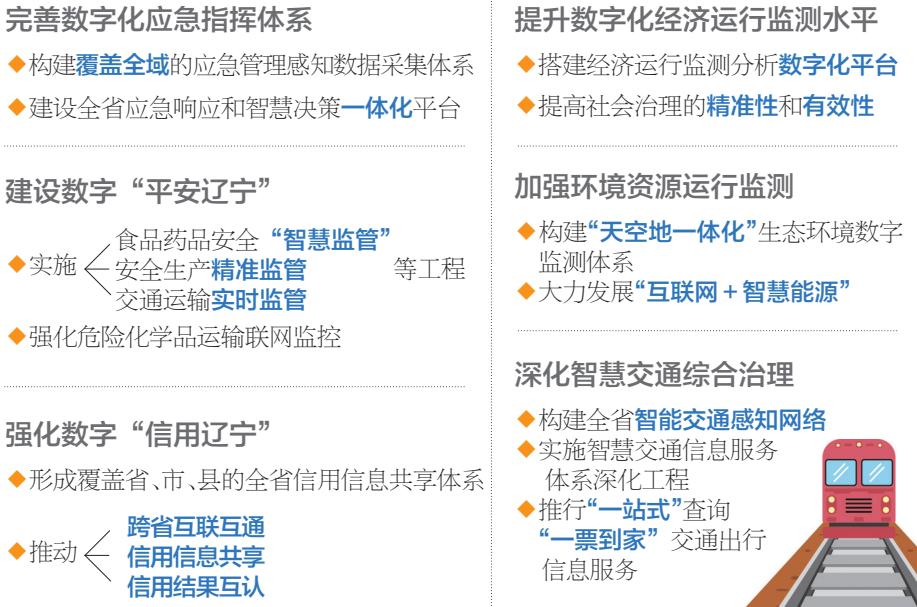 完善数字化应急指挥体系
◆构建覆盖全域的应急管理感知数据采集体系
◆建设全省应急响应和智慧决策一体化平台
建设数字“平安辽宁”
◆实施
食品药品安全“智慧监管”
安全生产精准监管
交通运输实时监管
等工程
◆强化危险化学品运输联网监控
强化数字“信用辽宁”
◆形成覆盖省、市、县的全省信用信息共享体系
◆推动
跨省互联互通
信用信息共享
信用结果互认
提升数字化经济运行监测水平
◆搭建经济运行监测分析数字化平台
◆提高社会治理的精准性和有效性
加强环境资源运行监测
◆构建“天空地一体化”生态环境数字
监测体系
◆大力发展“互联网+智慧能源”
深化智慧交通综合治理
◆构建全省智能交通感知网络
◆实施智慧交通信息服务
体系深化工程
◆推行“一站式”查询
“一票到家”交通出行
信息服务